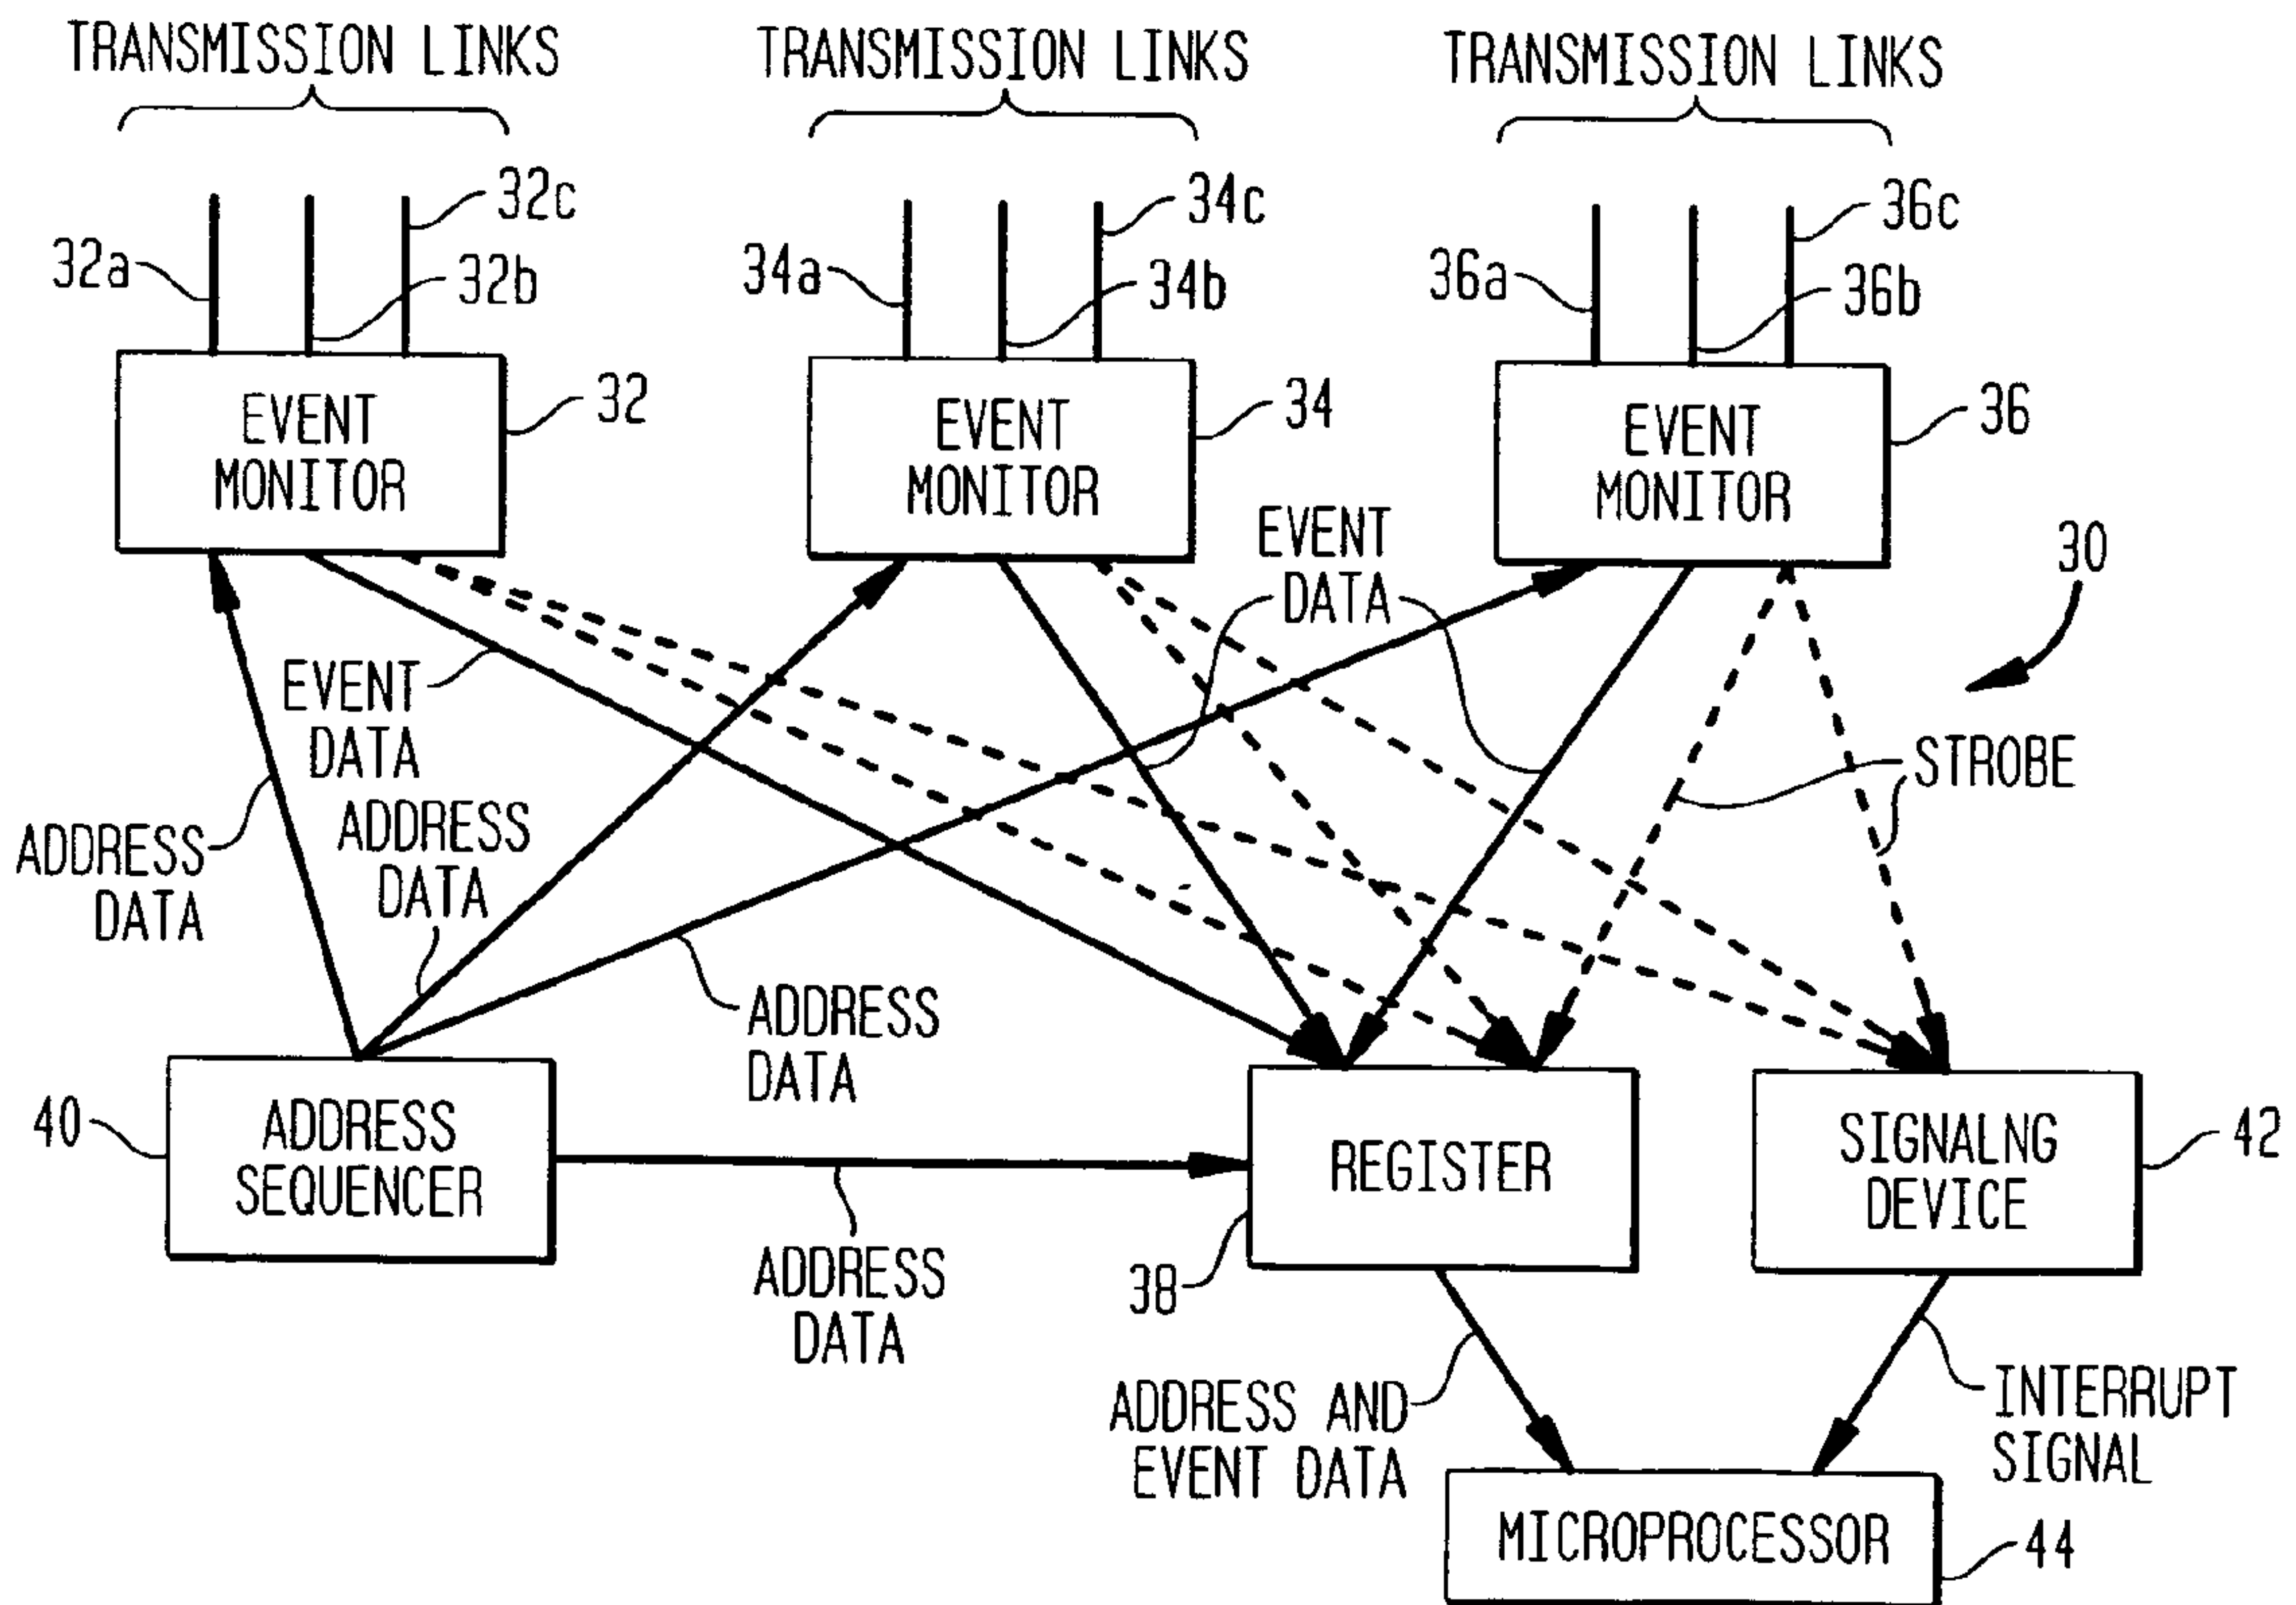 TRANSMISSION LINKS
TRANSMISSION LINKS
TRANSMISSION LINKS
32a
32c
32b
34a
34c
34b
36a
36c
36b
EVENT
MONITOR
32
EVENT
MONITOR
34
EVENT
MONITOR
36
EVENT
DATA
30
EVENT
DATA
STROBE
ADDRESS
DATA
ADDRESS
DATA
ADDRESS
DATA
40
ADDRESS
SEQUENCER
REGISTER
SIGNALNG
DEVICE
42
ADDRESS
DATA
38
ADDRESS AND
EVENT DATA
INTERRUPT
SIGNAL
MICROPROCESSOR
44